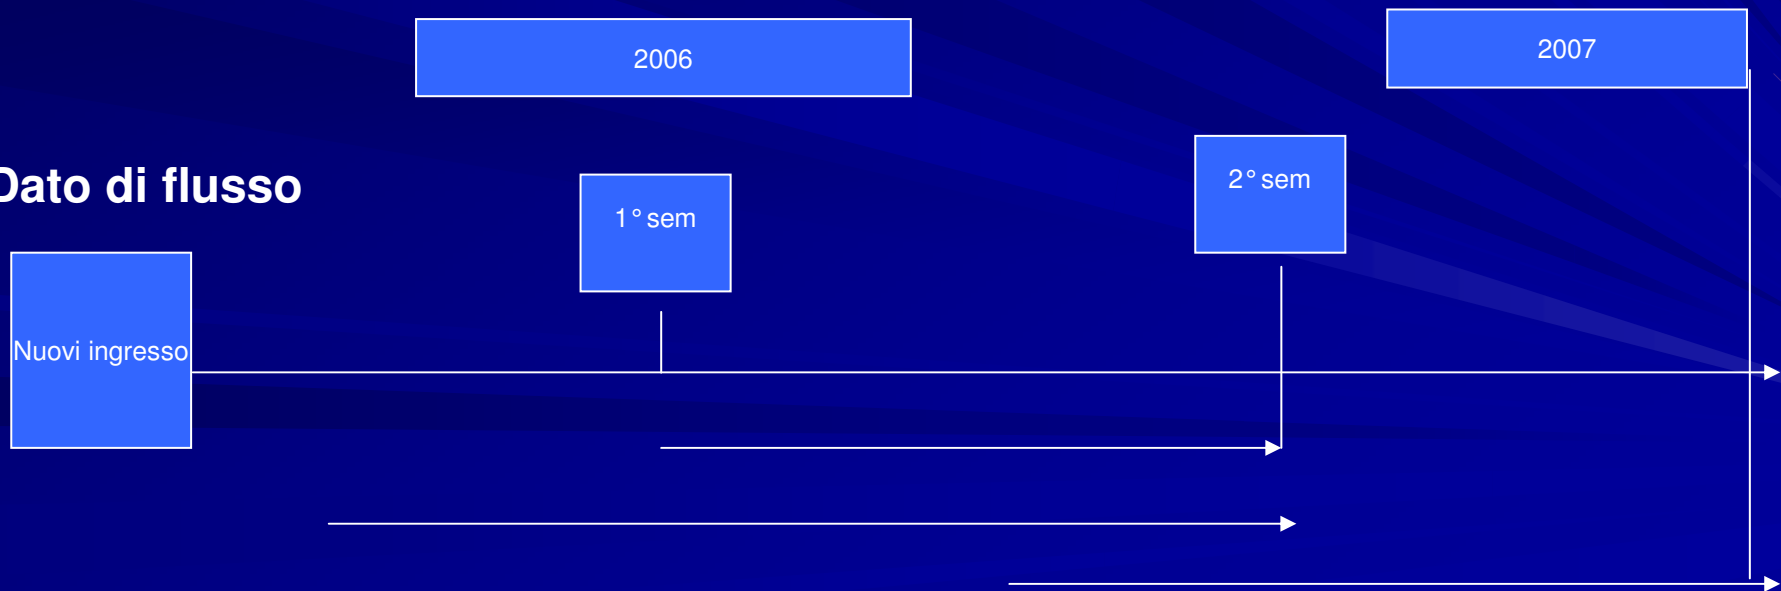 2006
2007
Dato di flusso
1° sem
2° sem
Nuovi ingresso